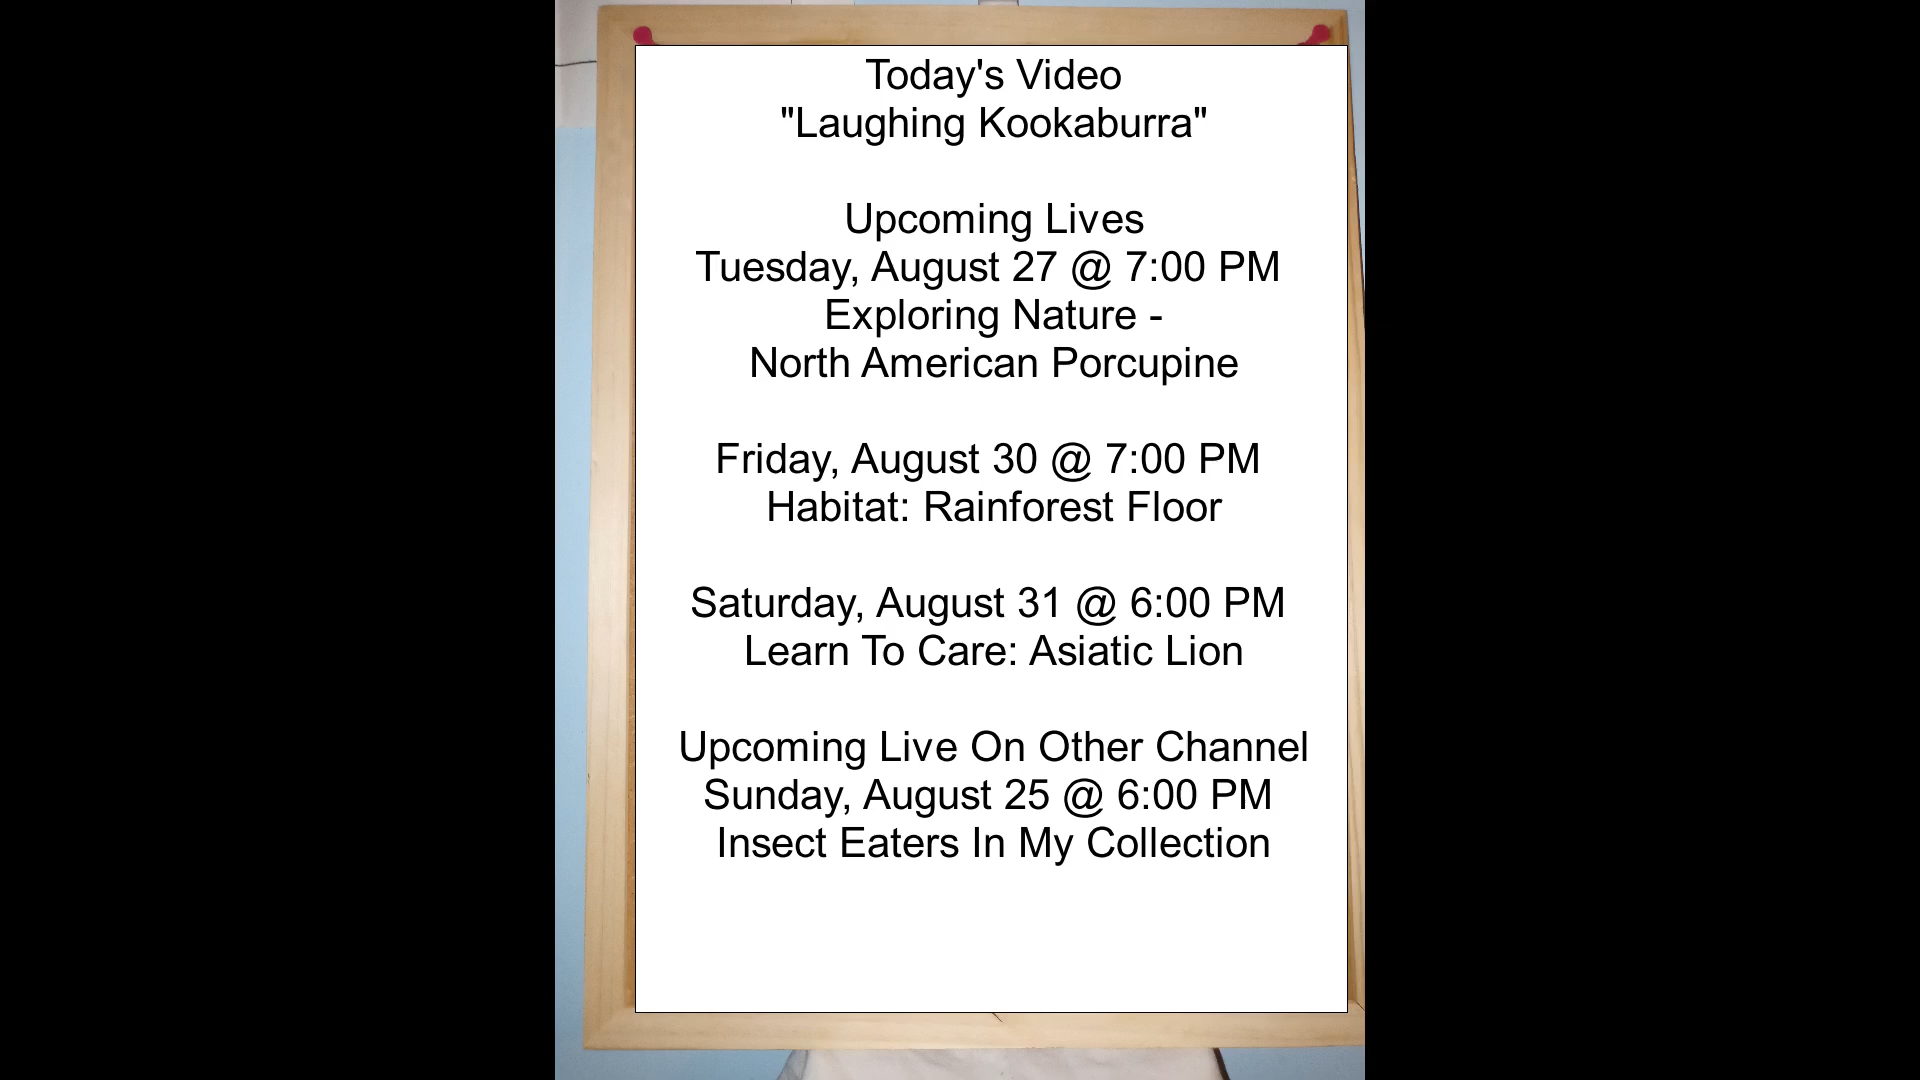 Today's Video
"Laughing Kookaburra"
Upcoming Lives
Tuesday, August 27 @ 7:00 PM
Exploring Nature -
North American Porcupine
Friday, August 30 @ 7:00 PM
Habitat: Rainforest Floor
Saturday, August 31 @ 6:00 PM
Learn To Care: Asiatic Lion
Upcoming Live On Other Channel
Sunday, August 25 @ 6:00 PM
Insect Eaters In My Collection